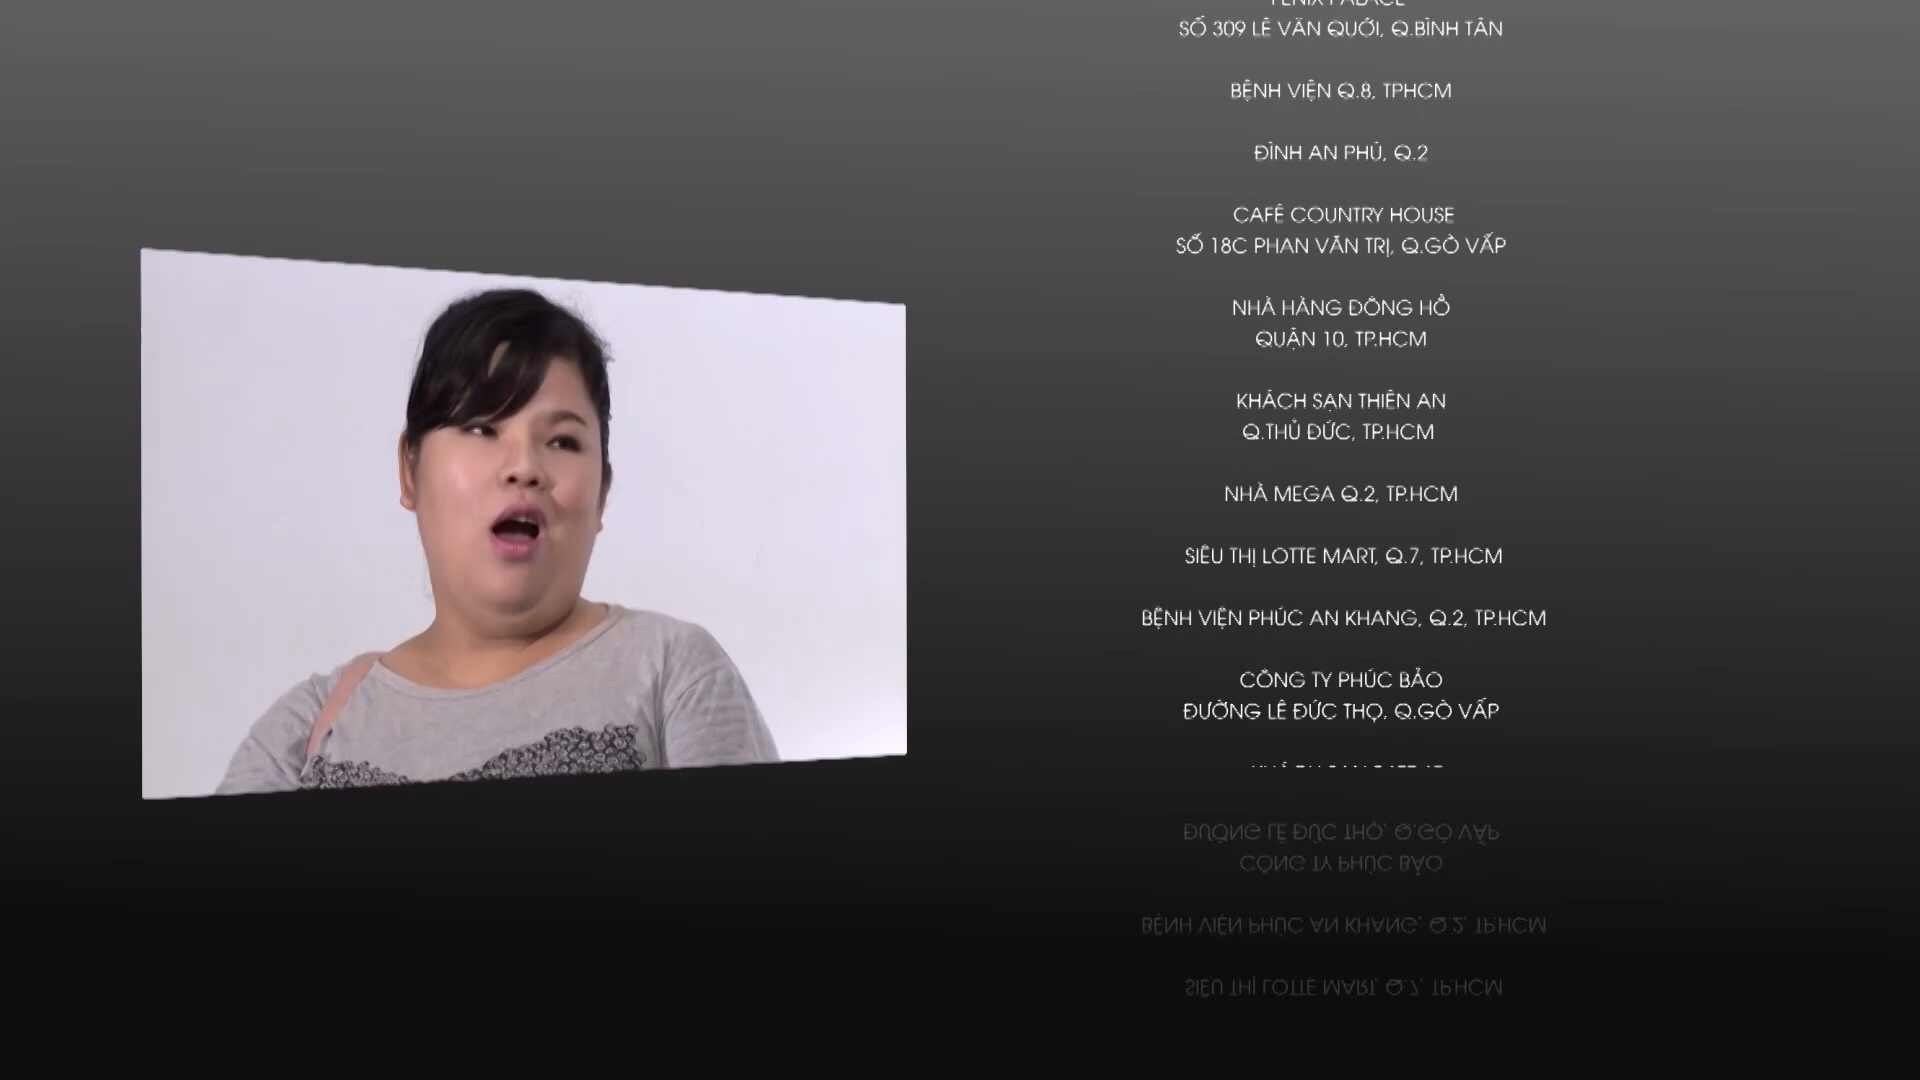 FENIX PALACE
SỐ 309 LÊ VĂN QUỚI, Q.BÌNH TÂN
BỆNH VIỆN Q.8, TPHCM
ĐÌNH AN PHÚ, Q.2
CAFÉ COUNTRY HOUSE
SỐ 18C PHAN VĂN TRỊ, Q.GÒ VẤP
NHÀ HÀNG ĐÔNG HỒ
QUẬN 10, TP.HCM
KHÁCH SẠN THIÊN AN
Q.THỦ ĐỨC, TP.HCM
NHÀ MEGA Q.2, TP.HCM
SIÊU THỊ LOTTE MART, Q.7, TP.HCM
BỆNH VIỆN PHÚC AN KHANG, Q.2, TP.HCM
CÔNG TY PHÚC BẢO
ĐƯỜNG LÊ ĐỨC THỌ, Q.GÒ VẤP